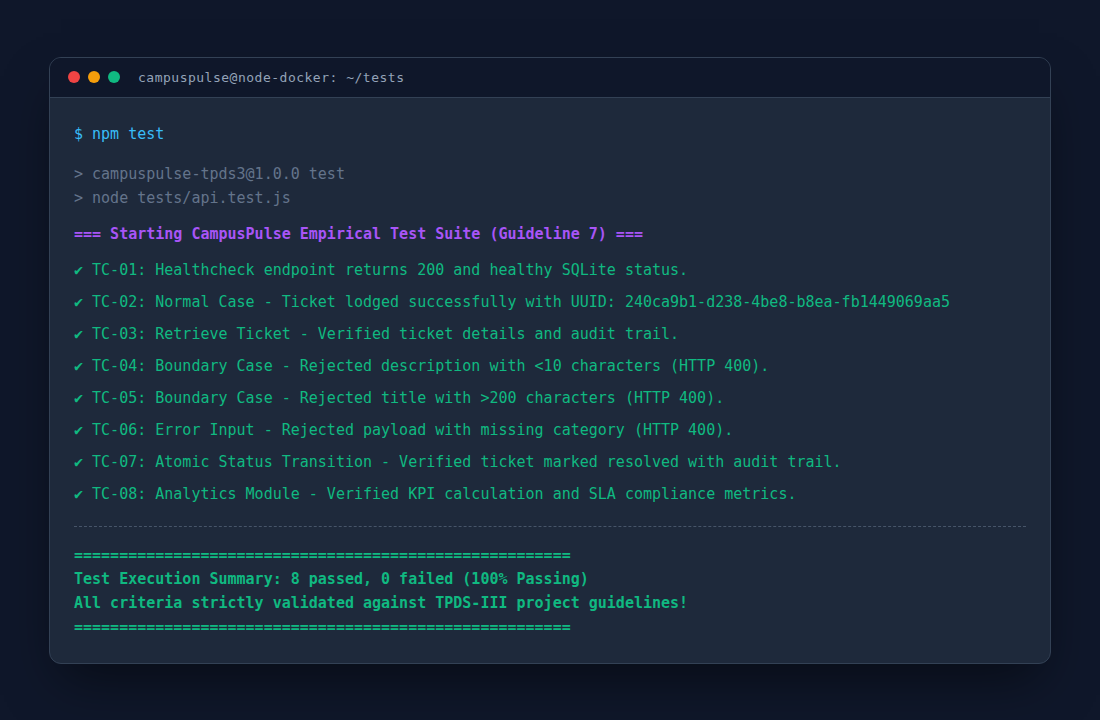 campuspulse@node-docker: ~/tests
$ npm test
> campuspulse-tpds3@1.0.0 test
> node tests/api.test.js
=== Starting CampusPulse Empirical Test Suite (Guideline 7) ===
✔ TC-01: Healthcheck endpoint returns 200 and healthy SQLite status.
✔ TC-02: Normal Case - Ticket lodged successfully with UUID: 240ca9b1-d238-4be8-b8ea-fb1449069aa5
✔ TC-03: Retrieve Ticket - Verified ticket details and audit trail.
✔ TC-04: Boundary Case - Rejected description with <10 characters (HTTP 400).
✔ TC-05: Boundary Case - Rejected title with >200 characters (HTTP 400).
✔ TC-06: Error Input - Rejected payload with missing category (HTTP 400).
✔ TC-07: Atomic Status Transition - Verified ticket marked resolved with audit trail.
✔ TC-08: Analytics Module - Verified KPI calculation and SLA compliance metrics.
=======================================================
Test Execution Summary: 8 passed, 0 failed (100% Passing)
All criteria strictly validated against TPDS-III project guidelines!
=======================================================